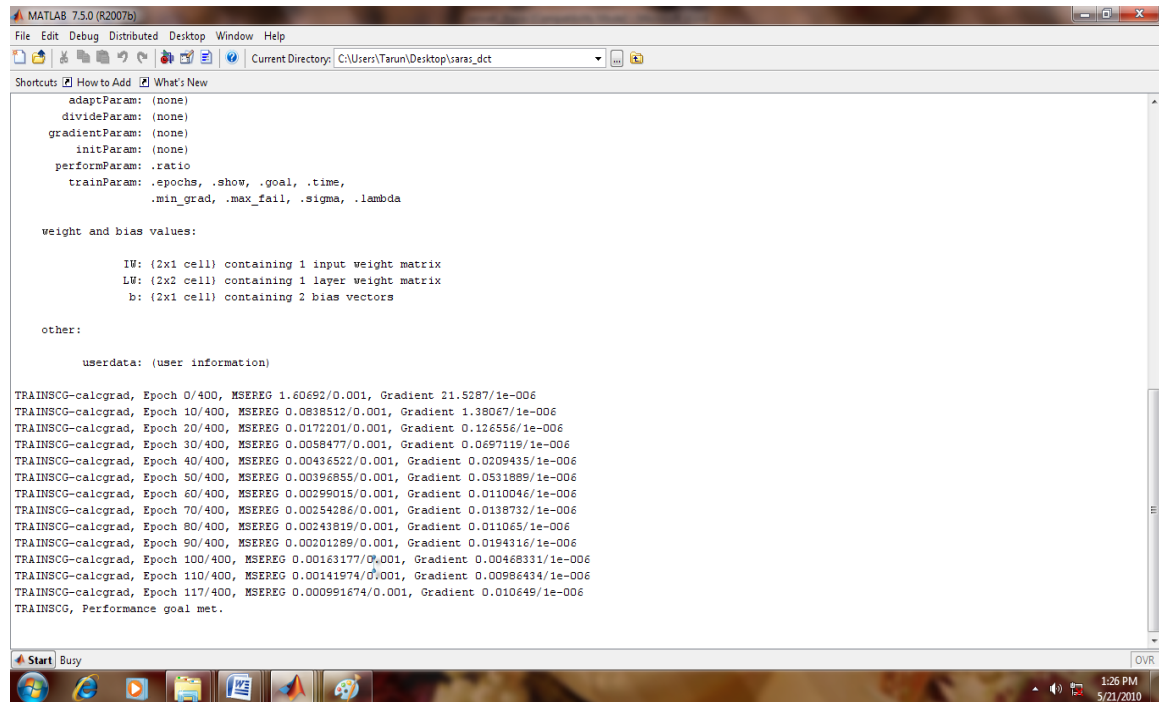 MATLAB 7.5.0 (R2007b)
File Edit Debug Distributed Desktop Window Help
Current Directory: C:\Users\Tarun\Desktop\saras_dct
Shortcuts How to Add What's New
adaptParam: (none)
divideParam: (none)
gradientParam: (none)
initParam: (none)
performParam: .ratio
trainParam: .epochs, .show, .goal, .time,
.min_grad, .max_fail, .sigma, .lambda
weight and bias values:
IW: {2x1 cell} containing 1 input weight matrix
LW: {2x2 cell} containing 1 layer weight matrix
b: {2x1 cell} containing 2 bias vectors
other:
userdata: (user information)
TRAINSCG-calcgrad, Epoch 0/400, MSEREG 1.60692/0.001, Gradient 21.5287/1e-006
TRAINSCG-calcgrad, Epoch 10/400, MSEREG 0.0838512/0.001, Gradient 1.38067/1e-006
TRAINSCG-calcgrad, Epoch 20/400, MSEREG 0.0172201/0.001, Gradient 0.126556/1e-006
TRAINSCG-calcgrad, Epoch 30/400, MSEREG 0.0058477/0.001, Gradient 0.0697119/1e-006
TRAINSCG-calcgrad, Epoch 40/400, MSEREG 0.00436522/0.001, Gradient 0.0209435/1e-006
TRAINSCG-calcgrad, Epoch 50/400, MSEREG 0.00396855/0.001, Gradient 0.0531889/1e-006
TRAINSCG-calcgrad, Epoch 60/400, MSEREG 0.00299015/0.001, Gradient 0.0110046/1e-006
TRAINSCG-calcgrad, Epoch 70/400, MSEREG 0.00254286/0.001, Gradient 0.0138732/1e-006
TRAINSCG-calcgrad, Epoch 80/400, MSEREG 0.00243819/0.001, Gradient 0.011065/1e-006
TRAINSCG-calcgrad, Epoch 90/400, MSEREG 0.00201289/0.001, Gradient 0.0194316/1e-006
TRAINSCG-calcgrad, Epoch 100/400, MSEREG 0.00163177/0.001, Gradient 0.00468331/1e-006
TRAINSCG-calcgrad, Epoch 110/400, MSEREG 0.00141974/0.001, Gradient 0.00986434/1e-006
TRAINSCG-calcgrad, Epoch 117/400, MSEREG 0.000991674/0.001, Gradient 0.010649/1e-006
TRAINSCG, Performance goal met.
Start Busy
OVR
1:26 PM
5/21/2010